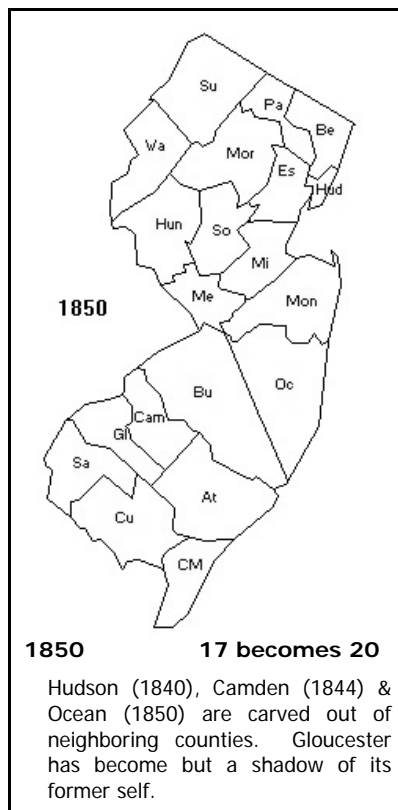 Su
Pa
Be
Wa
Mor
Es
Hud
Hun
So
Mi
Me
Mon
1850
Oc
Bu
Cam
Gl
Sa
At
Cu
CM
1850 17 becomes 20
Hudson (1840), Camden (1844) &
Ocean (1850) are carved out of
neighboring counties. Gloucester
has become but a shadow of its
former self.